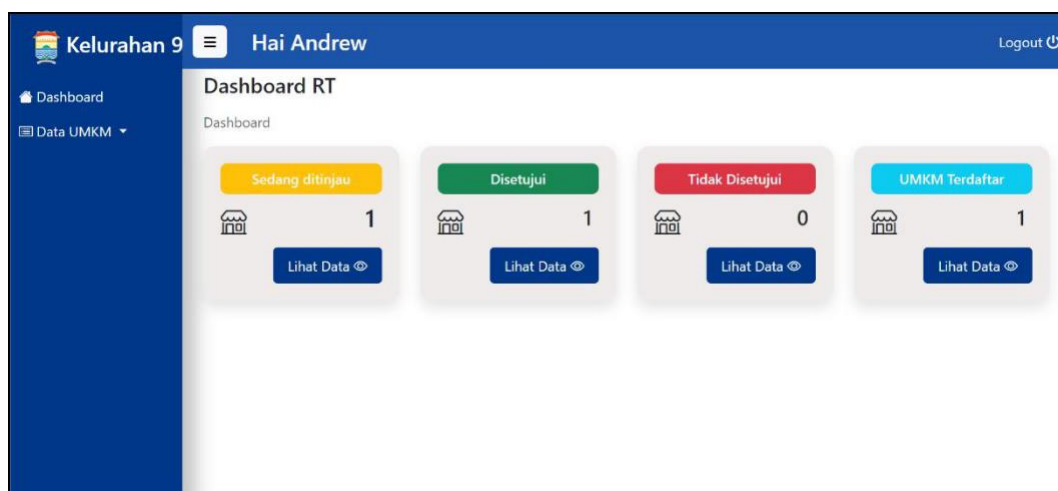 Kelurahan 9
Hai Andrew
Logout
Dashboard
Data UMKM
Dashboard RT
Dashboard
Sedang ditinjau
1
Lihat Data
Disetujui
1
Lihat Data
Tidak Disetujui
0
Lihat Data
UMKM Terdaftar
1
Lihat Data